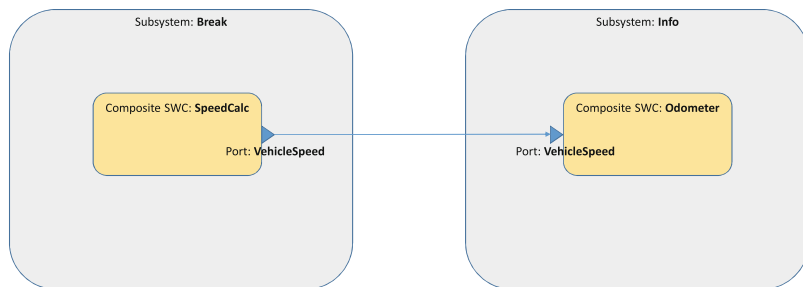 Subsystem: Break
Subsystem: Info
Composite SWC: SpeedCalc
Composite SWC: Odometer
Port: VehicleSpeed
Port: VehicleSpeed